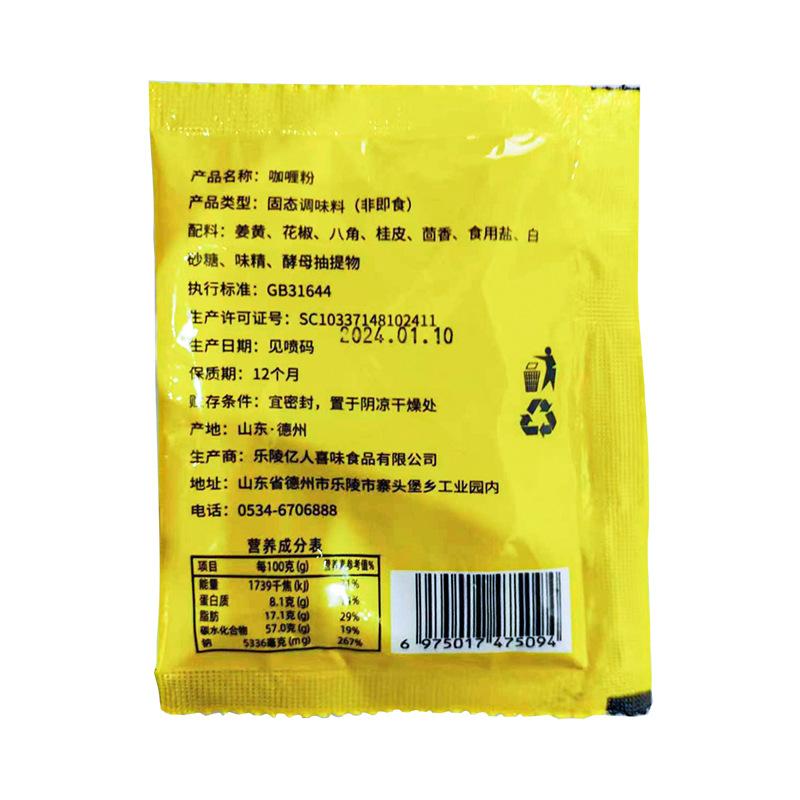 产品名称：咖喱粉
产品类型：固态调味料（非即食）
配料：姜黄、花椒、八角、桂皮、茴香、食用盐、白
砂糖、味精、酵母抽提物
执行标准：GB31644
生产许可证号：SC10337148102411
2024.01.10
生产日期：见喷码
保质期：12个月
贮存条件：宜密封，置于阴凉干燥处
产地：山东·德州
生产商：乐陵亿人喜味食品有限公司
地址：山东省德州市乐陵市寨头堡乡工业园内
电话：0534-6706888
营养成分表
项目 每100克(g) 营养素参考值%
能量 1739千焦(kJ)
蛋白质 8.1克(g)
脂肪 17.1克(g) 29%
碳水化合物 57.0克(g) 19%
钠 5336毫克(mg) 267%
6 975017 475094